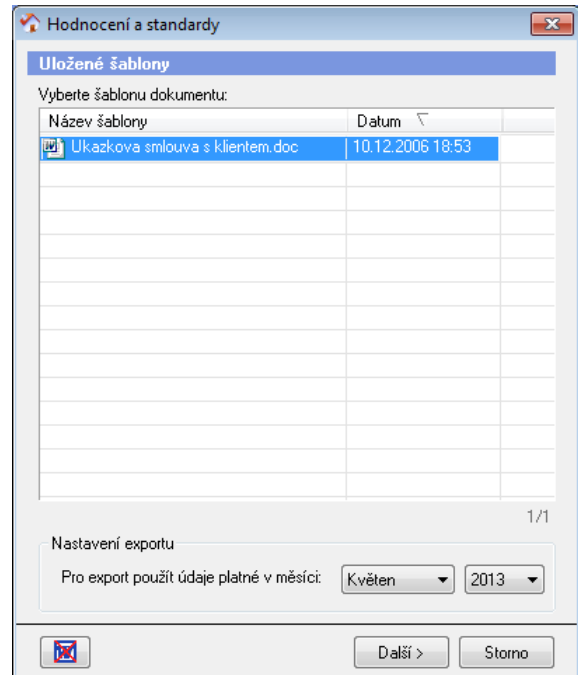 Hodnocení a standardy
Uložené šablony
Vyberte šablonu dokumentu:
Název šablony Datum
Ukazkova smlouva s klientem.doc 10.12.2006 18:53
1/1
Nastavení exportu
Pro export použít údaje platné v měsíci: Květen 2013
Další > Storno